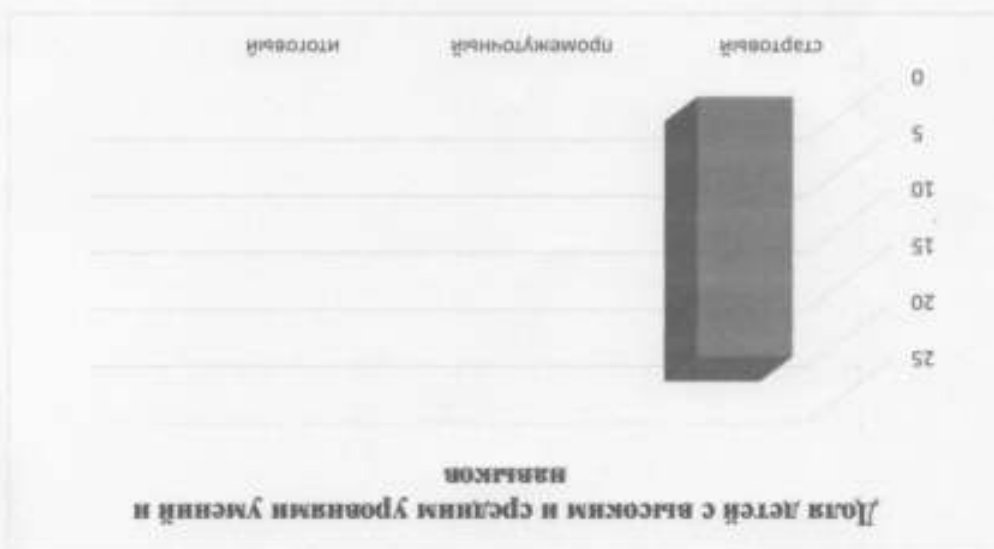 Доля детей с высоким и средним уровнями умений и
навыков
25
20
15
10
5
0
стартовый
промежуточный
итоговый